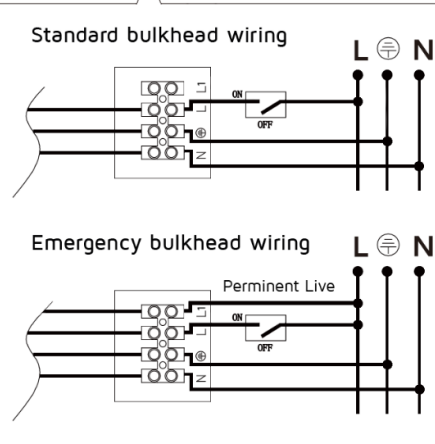 Standard bulkhead wiring
L N
L1
ON
L
OFF
N
Emergency bulkhead wiring
L N
Perminent Live
L1
ON
L
OFF
N